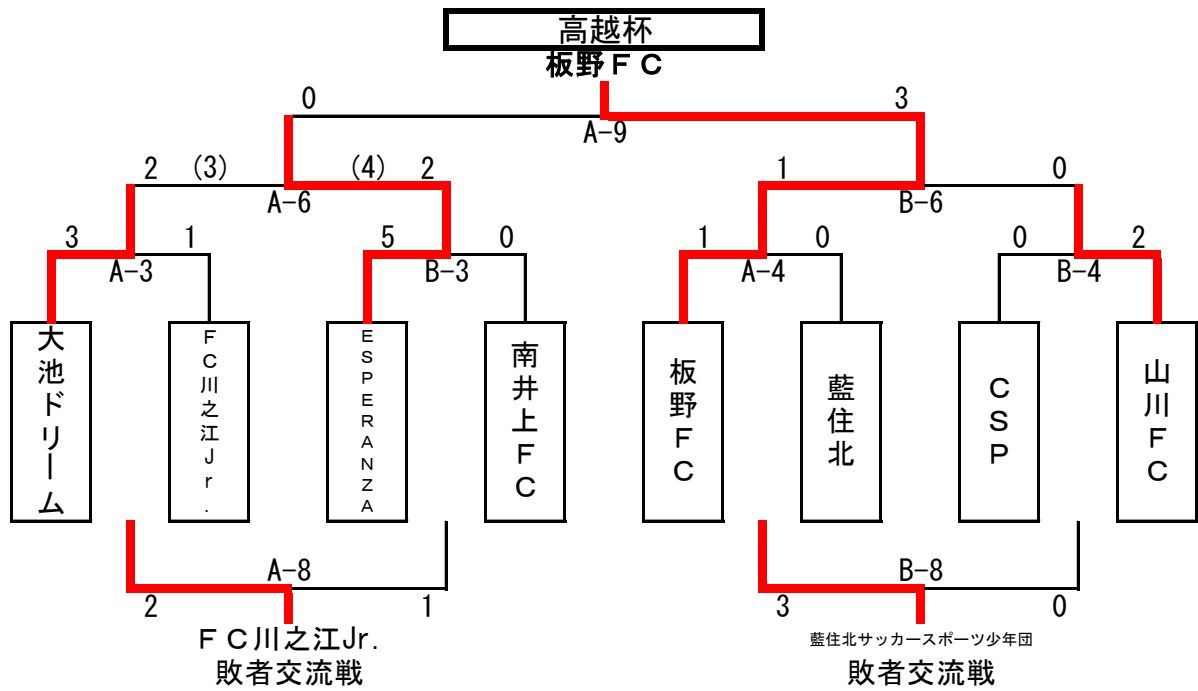 高越杯
板野ＦＣ
0 3
A-9
2 (3) (4) 2 1 0
A-6 B-6
3 1 5 0 1 0 0 2
A-3 B-3 A-4 B-4
大池ドリーム
ＦＣ川之江Ｊｒ．
ＥＳＰＥＲＡＮＺＡ
南井上ＦＣ
板野ＦＣ
藍住北
ＣＳＰ
山川ＦＣ
A-8 B-8
2 1 3 0
ＦＣ川之江Jr.
敗者交流戦
藍住北サッカースポーツ少年団
敗者交流戦